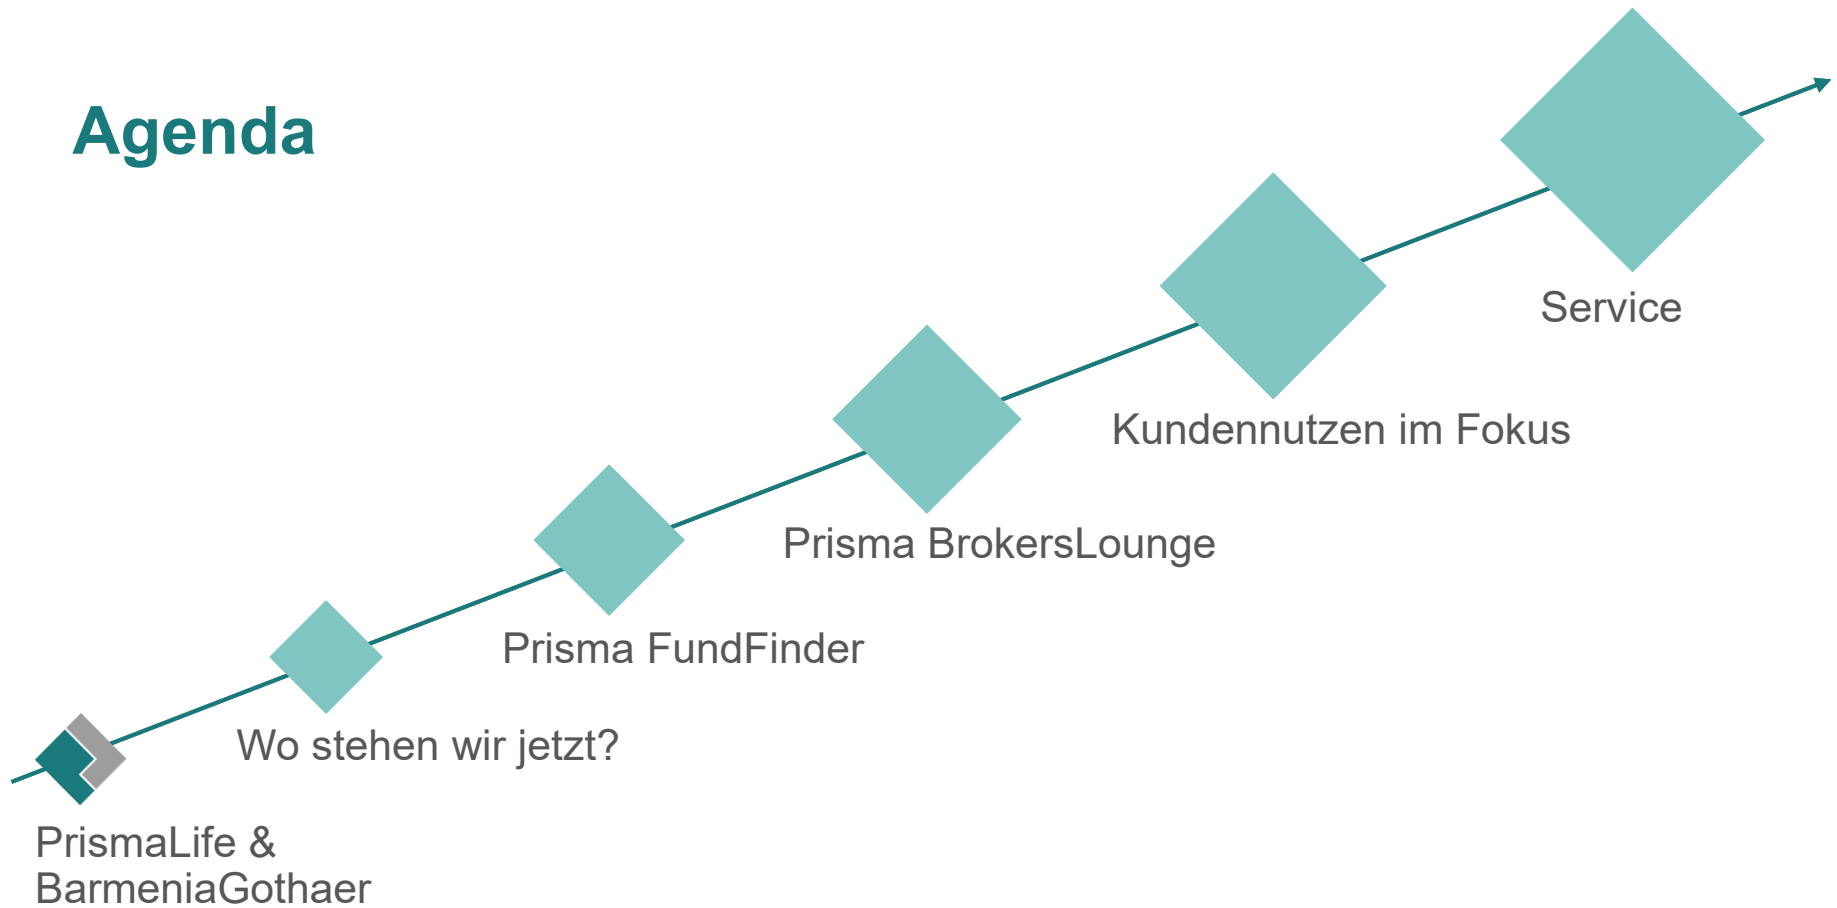 Agenda
PrismaLife &
BarmeniaGothaer
Wo stehen wir jetzt?
Prisma FundFinder
Prisma BrokersLounge
Kundennutzen im Fokus
Service